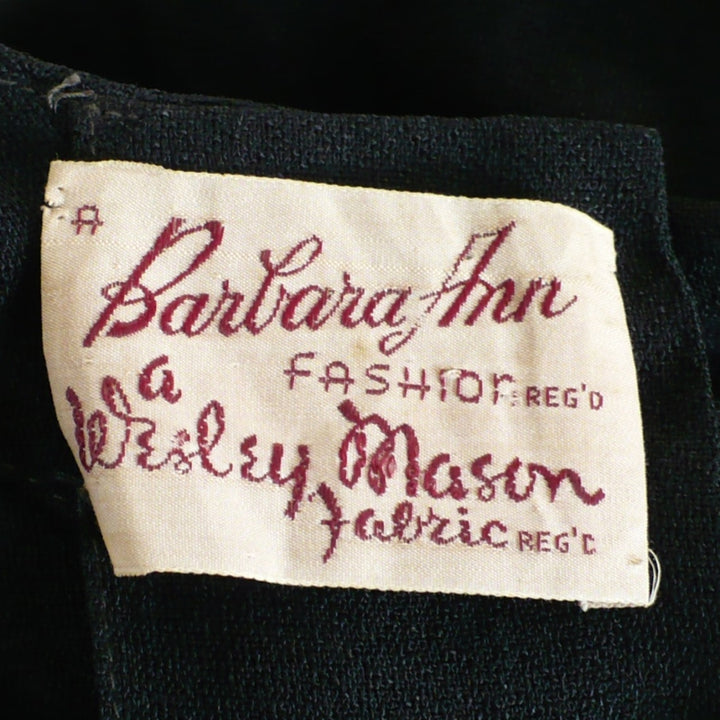 A
Barbara Ann
FASHION REG'D
a
Wesley Mason
Fabric REG'D